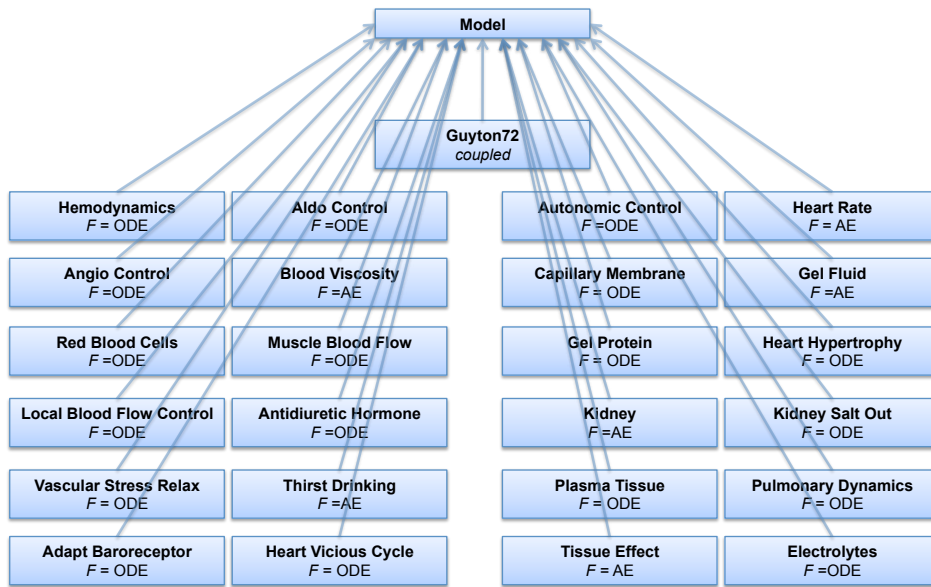 Model
Guyton72
coupled
Hemodynamics
F = ODE
Aldo Control
F =ODE
Autonomic Control
F =ODE
Heart Rate
F = AE
Angio Control
F =ODE
Blood Viscosity
F =AE
Capillary Membrane
F = ODE
Gel Fluid
F =AE
Red Blood Cells
F =ODE
Muscle Blood Flow
F =ODE
Gel Protein
F = ODE
Heart Hypertrophy
F = ODE
Local Blood Flow Control
F =ODE
Antidiuretic Hormone
F =ODE
Kidney
F =AE
Kidney Salt Out
F = ODE
Vascular Stress Relax
F = ODE
Thirst Drinking
F =AE
Plasma Tissue
F = ODE
Pulmonary Dynamics
F = ODE
Adapt Baroreceptor
F = ODE
Heart Vicious Cycle
F = ODE
Tissue Effect
F = AE
Electrolytes
F =ODE